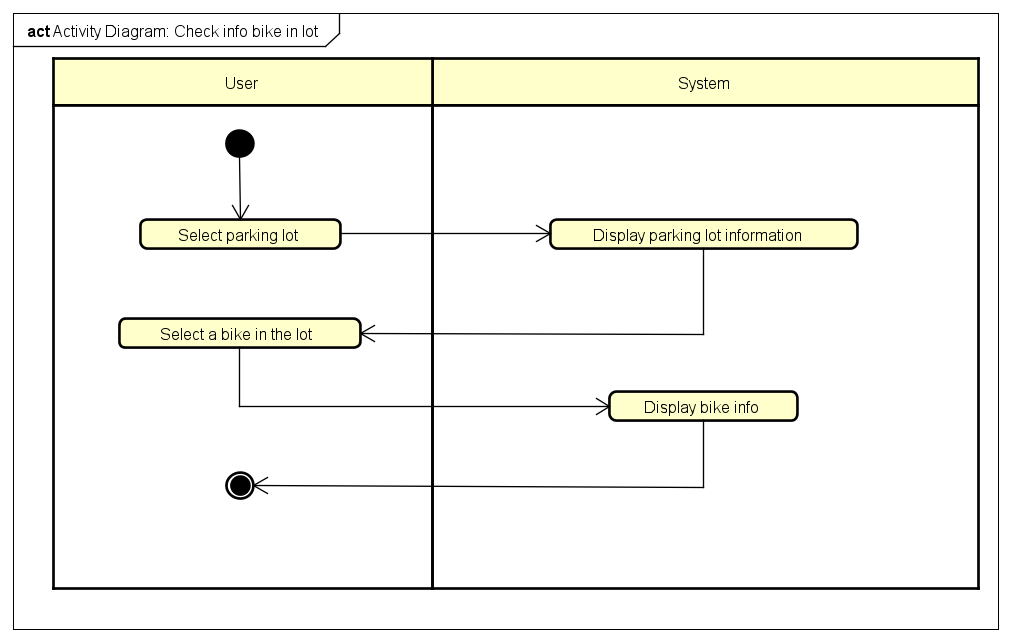 act Activity Diagram: Check info bike in lot
User
System
Select parking lot
Display parking lot information
Select a bike in the lot
Display bike info